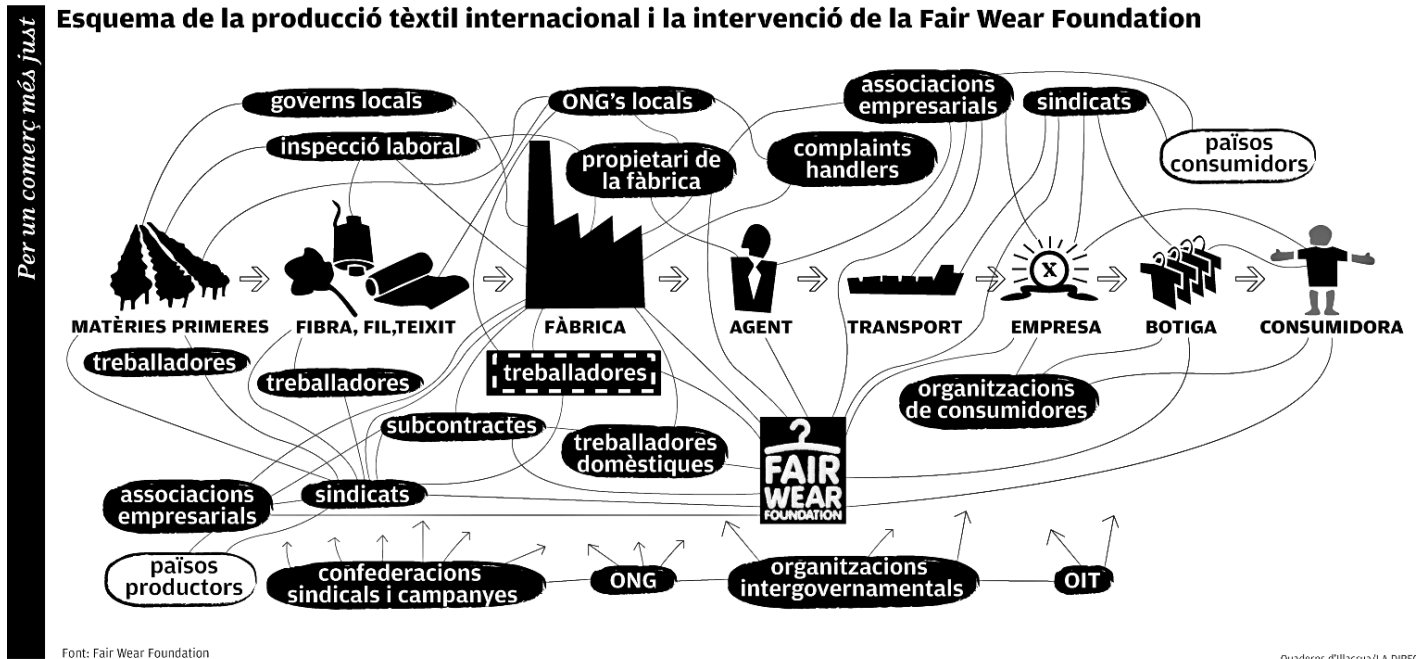 Per un comerç més just
Esquema de la producció tèxtil internacional i la intervenció de la Fair Wear Foundation
governs locals
ONG's locals
associacions
empresarials
sindicats
països
consumidors
inspecció laboral
propietari de
la fàbrica
complaints
handlers
X
MATÈRIES PRIMERES
FIBRA, FIL,TEIXIT
FÀBRICA
AGENT
TRANSPORT
EMPRESA
BOTIGA
CONSUMIDORA
treballadores
treballadores
treballadores
organitzacions
de consumidores
subcontractes
treballadores
domèstiques
FAIR
WEAR
FOUNDATION
associacions
empresarials
sindicats
països
productors
confederacions
sindicals i campanyes
ONG
organitzacions
intergovernamentals
OIT
Font: Fair Wear Foundation